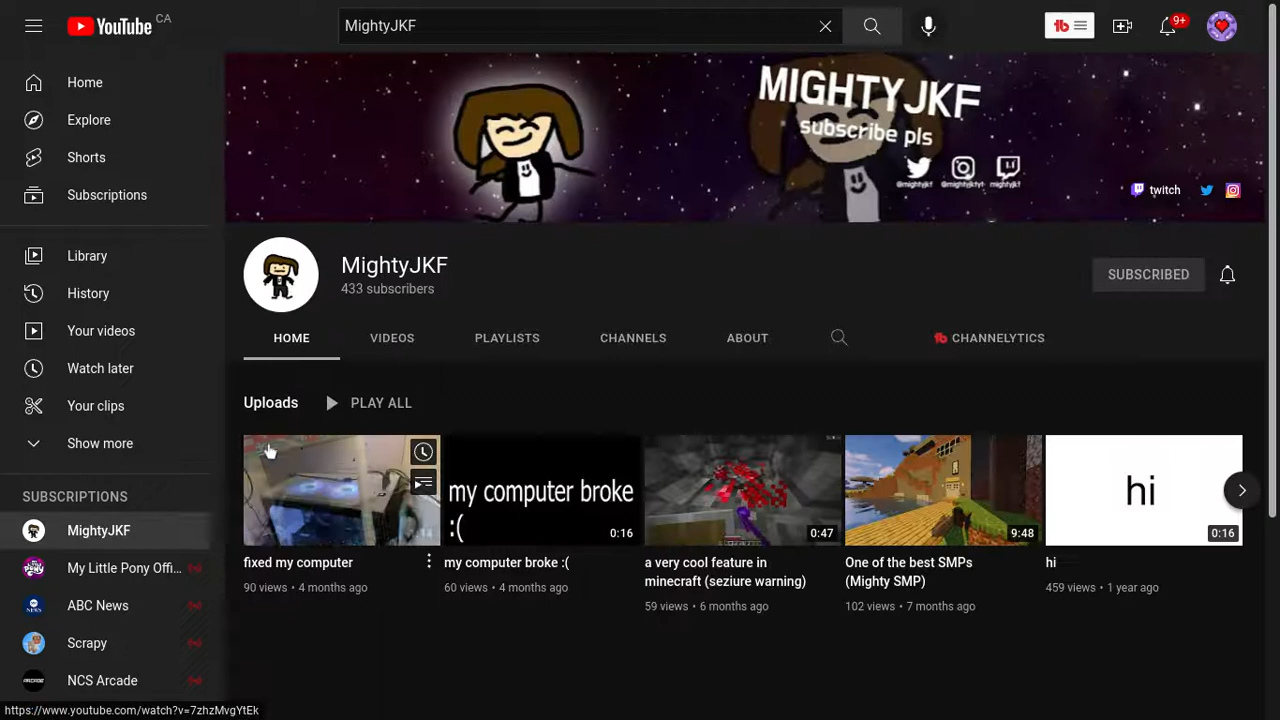 YouTube CA
MightyJKF
9+
Home
Explore
Shorts
Subscriptions
Library
History
Your videos
Watch later
Your clips
Show more
SUBSCRIPTIONS
MightyJKF
My Little Pony Offi...
ABC News
Scrapy
NCS Arcade
MIGHTYJKF
subscribe pls
@mightyjkf @mightyjkfyt mightyjkf
twitch
MightyJKF
433 subscribers
SUBSCRIBED
HOME
VIDEOS
PLAYLISTS
CHANNELS
ABOUT
CHANNELYTICS
Uploads
PLAY ALL
fixed my computer
90 views • 4 months ago
my computer broke
:(
0:16
my computer broke :(
60 views • 4 months ago
0:47
a very cool feature in
minecraft (seziure warning)
59 views • 6 months ago
9:48
One of the best SMPs
(Mighty SMP)
102 views • 7 months ago
hi
0:16
hi
459 views • 1 year ago
https://www.youtube.com/watch?v=7zhzMvgYtEk